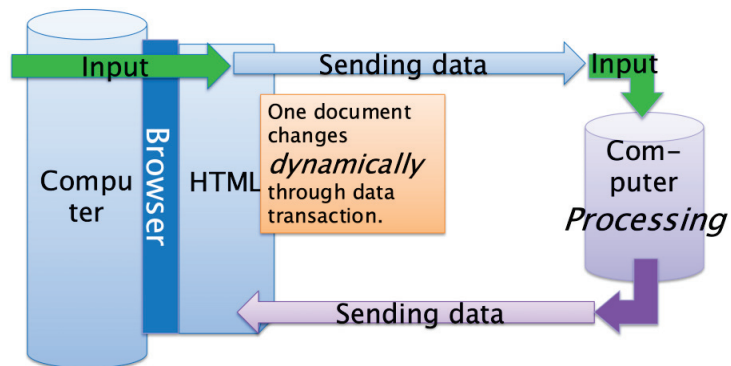 Input
Sending data
Input
One document
changes
dynamically
through data
transaction.
Compu
ter
Browser
HTML
Com-
puter
Processing
Sending data